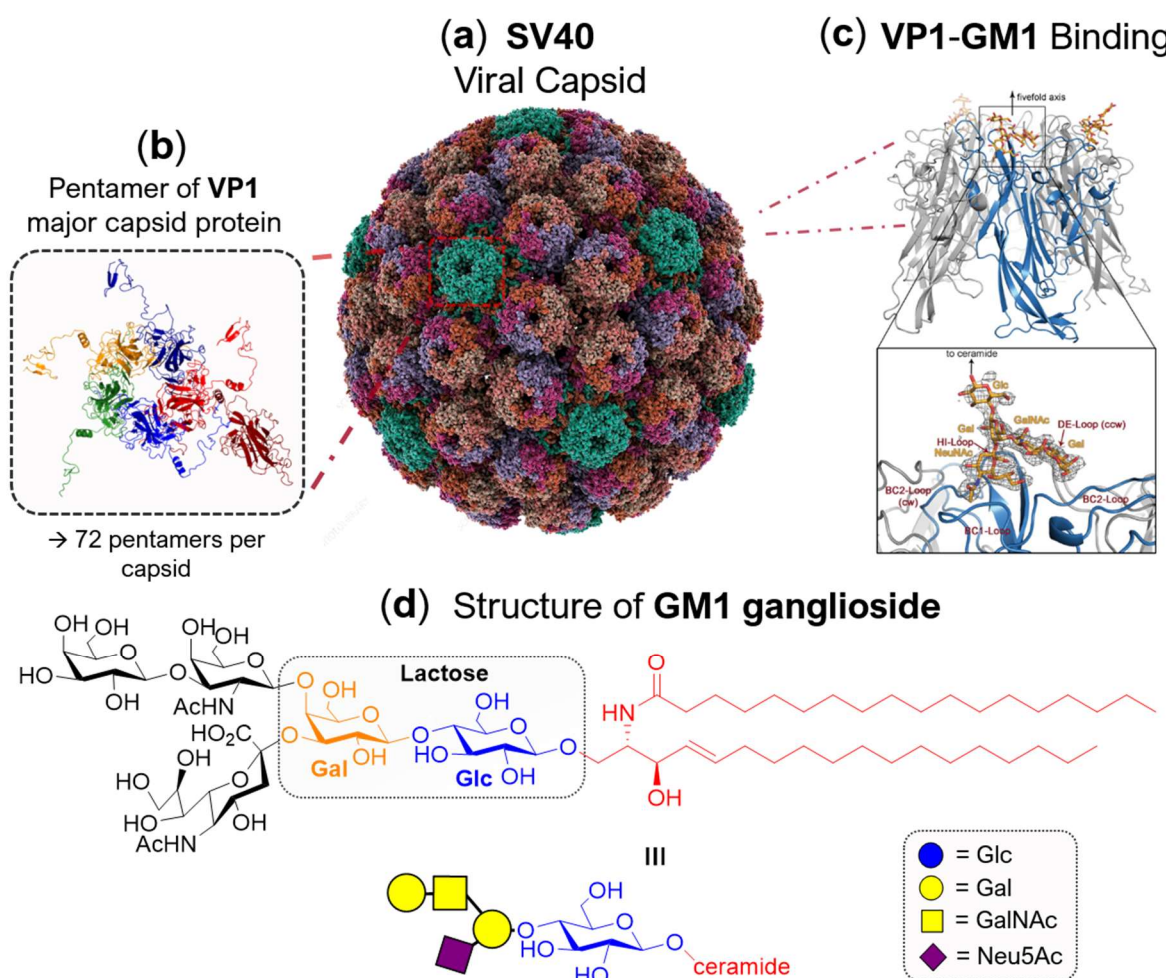 (a) SV40
Viral Capsid
(b)
Pentamer of VP1
major capsid protein
→ 72 pentamers per
capsid
(c) VP1-GM1 Binding
fivefold axis
to ceramide
Glc
Gal
GalNAc
DE-Loop (ccw)
HI-Loop
Gal
NeuNAc
BC2-Loop
(cw)
BC2-Loop
BC1-Loop
(d) Structure of GM1 ganglioside
OH
OH
HO
OH
O
O
OH
OH
O
O
AcHN
Lactose
OH
O
O
O
OH
Gal
OH
O
O
HO
OH
Glc
O
O
HN
OH
HO₂C
O
HO
OH
O
HO
AcHN
OH
III
OH
O
O
HO
HO
O
ceramide
= Glc
= Gal
= GalNAc
= Neu5Ac